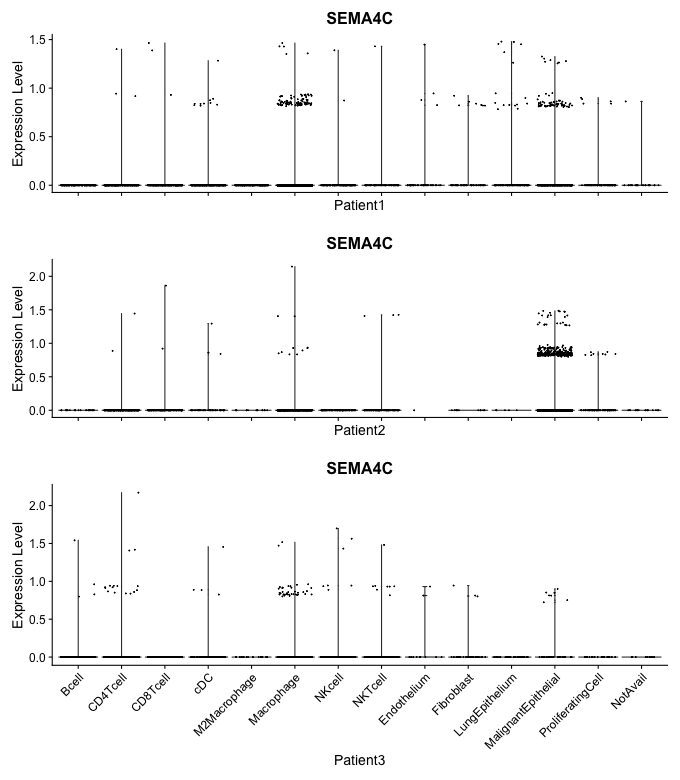 SEMA4C
Expression Level
1.5
1.0
0.5
0.0
Patient1
SEMA4C
Expression Level
2.0
1.5
1.0
0.5
0.0
Patient2
SEMA4C
Expression Level
2.0
1.5
1.0
0.5
0.0
Bcell
CD4Tcell
CD8Tcell
cDC
M2Macrophage
Macrophage
NKcell
NKTcell
Endothelium
Fibroblast
LungEpithelium
MalignantEpithelial
ProliferatingCell
NotAvail
Patient3